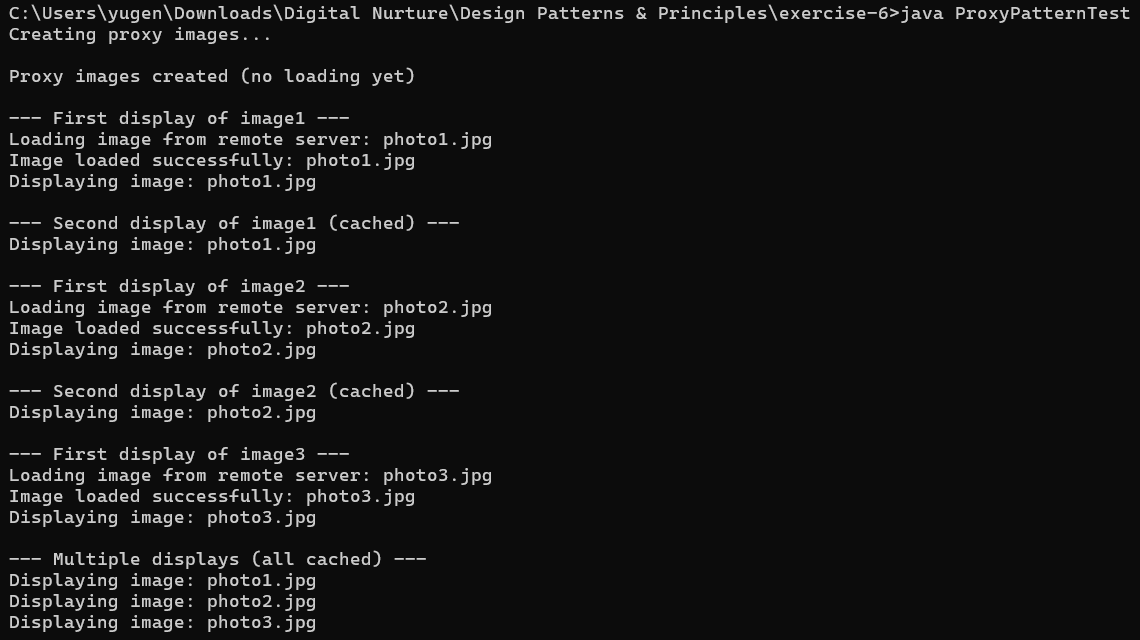 C:\Users\yugen\Downloads\Digital Nurture\Design Patterns & Principles\exercise-6>java ProxyPatternTest
Creating proxy images...
Proxy images created (no loading yet)
--- First display of image1 ---
Loading image from remote server: photo1.jpg
Image loaded successfully: photo1.jpg
Displaying image: photo1.jpg
--- Second display of image1 (cached) ---
Displaying image: photo1.jpg
--- First display of image2 ---
Loading image from remote server: photo2.jpg
Image loaded successfully: photo2.jpg
Displaying image: photo2.jpg
--- Second display of image2 (cached) ---
Displaying image: photo2.jpg
--- First display of image3 ---
Loading image from remote server: photo3.jpg
Image loaded successfully: photo3.jpg
Displaying image: photo3.jpg
--- Multiple displays (all cached) ---
Displaying image: photo1.jpg
Displaying image: photo2.jpg
Displaying image: photo3.jpg